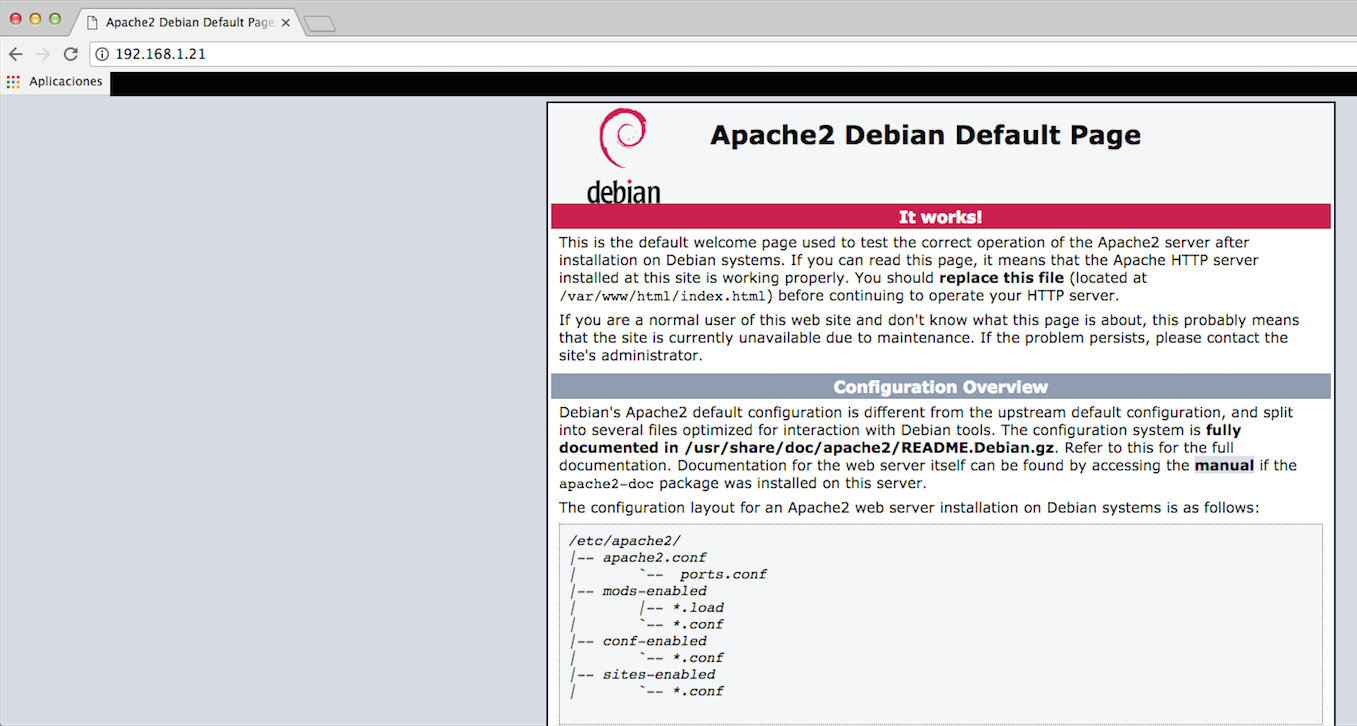 Apache2 Debian Default Page
192.168.1.21
Aplicaciones
debian
Apache2 Debian Default Page
It works!
This is the default welcome page used to test the correct operation of the Apache2 server after
installation on Debian systems. If you can read this page, it means that the Apache HTTP server
installed at this site is working properly. You should replace this file (located at
/var/www/html/index.html) before continuing to operate your HTTP server.
If you are a normal user of this web site and don't know what this page is about, this probably means
that the site is currently unavailable due to maintenance. If the problem persists, please contact the
site's administrator.
Configuration Overview
Debian's Apache2 default configuration is different from the upstream default configuration, and split
into several files optimized for interaction with Debian tools. The configuration system is fully
documented in /usr/share/doc/apache2/README.Debian.gz. Refer to this for the full
documentation. Documentation for the web server itself can be found by accessing the manual if the
apache2-doc package was installed on this server.
The configuration layout for an Apache2 web server installation on Debian systems is as follows:
/etc/apache2/
|-- apache2.conf
|       `--  ports.conf
|-- mods-enabled
|       |-- *.load
|       `-- *.conf
|-- conf-enabled
|       `-- *.conf
|-- sites-enabled
|       `-- *.conf